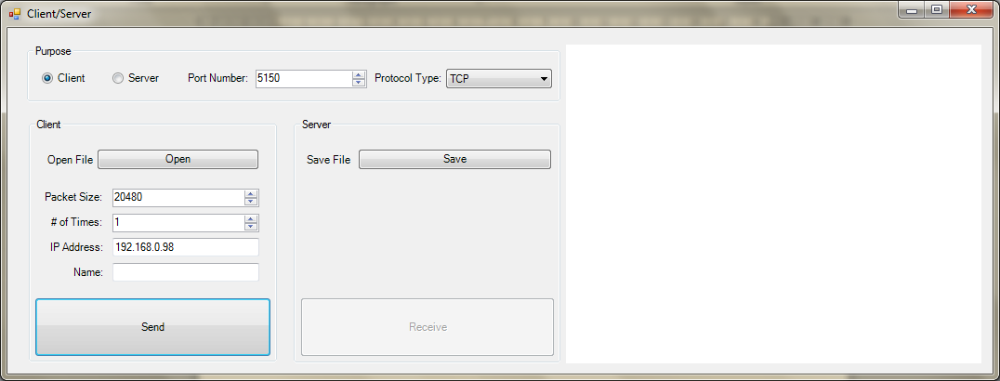 Client/Server
Purpose
Client Server Port Number: 5150 Protocol Type: TCP
Client
Open File Open
Packet Size: 20480
# of Times: 1
IP Address: 192.168.0.98
Name:
Send
Server
Save File Save
Receive